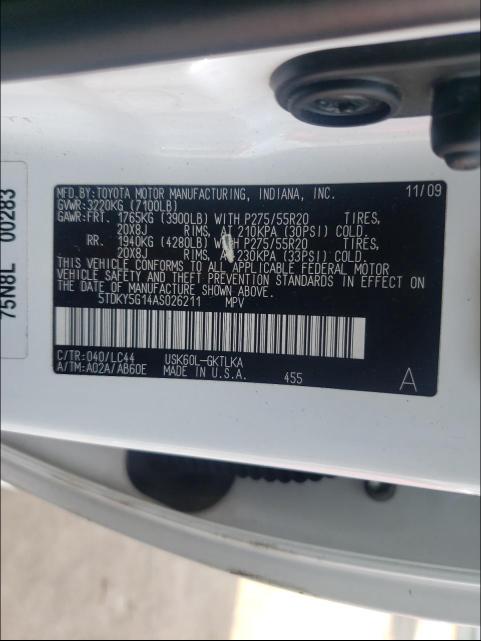 MFD.BY:TOYOTA MOTOR MANUFACTURING, INDIANA, INC. 11/09
GVWR:3220KG (7100LB)
GAWR:FRT. 1765KG (3900LB) WITH P275/55R20 TIRES,
20X8J RIMS, AT 210KPA (30PSI) COLD.
RR. 1940KG (4280LB) WITH P275/55R20 TIRES,
20X8J RIMS, A 230KPA (33PSI) COLD.
THIS VEHICLE CONFORMS TO ALL APPLICABLE FEDERAL MOTOR
VEHICLE SAFETY AND THEFT PREVENTION STANDARDS IN EFFECT ON
THE DATE OF MANUFACTURE SHOWN ABOVE.
5TDKY5G14AS026211 MPV
C/TR:040/LC44 USK60L-GKTLKA
A/TM:A02A/AB60E MADE IN U.S.A. 455 A
75N8L 00283